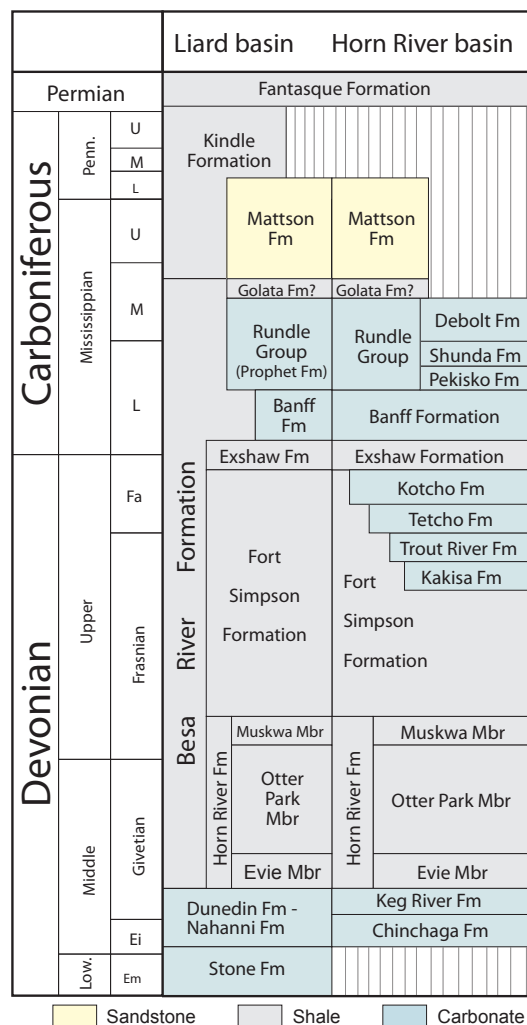 Liard basin
Horn River basin
Permian
Fantasque Formation
Carboniferous
Penn.
U
M
L
Kindle
Formation
Mississippian
U
M
L
Mattson
Fm
Mattson
Fm
Golata Fm?
Golata Fm?
Rundle
Group
(Prophet Fm)
Rundle
Group
Debolt Fm
Shunda Fm
Pekisko Fm
Banff
Fm
Banff Formation
Devonian
Upper
Fa
Frasnian
Besa River Formation
Exshaw Fm
Exshaw Formation
Kotcho Fm
Tetcho Fm
Trout River Fm
Kakisa Fm
Fort
Simpson
Formation
Fort
Simpson
Formation
Middle
Givetian
Ei
Horn River Fm
Muskwa Mbr
Otter
Park
Mbr
Evie Mbr
Horn River Fm
Muskwa Mbr
Otter Park Mbr
Evie Mbr
Dunedin Fm -
Nahanni Fm
Keg River Fm
Chinchaga Fm
Low.
Em
Stone Fm
Sandstone
Shale
Carbonate